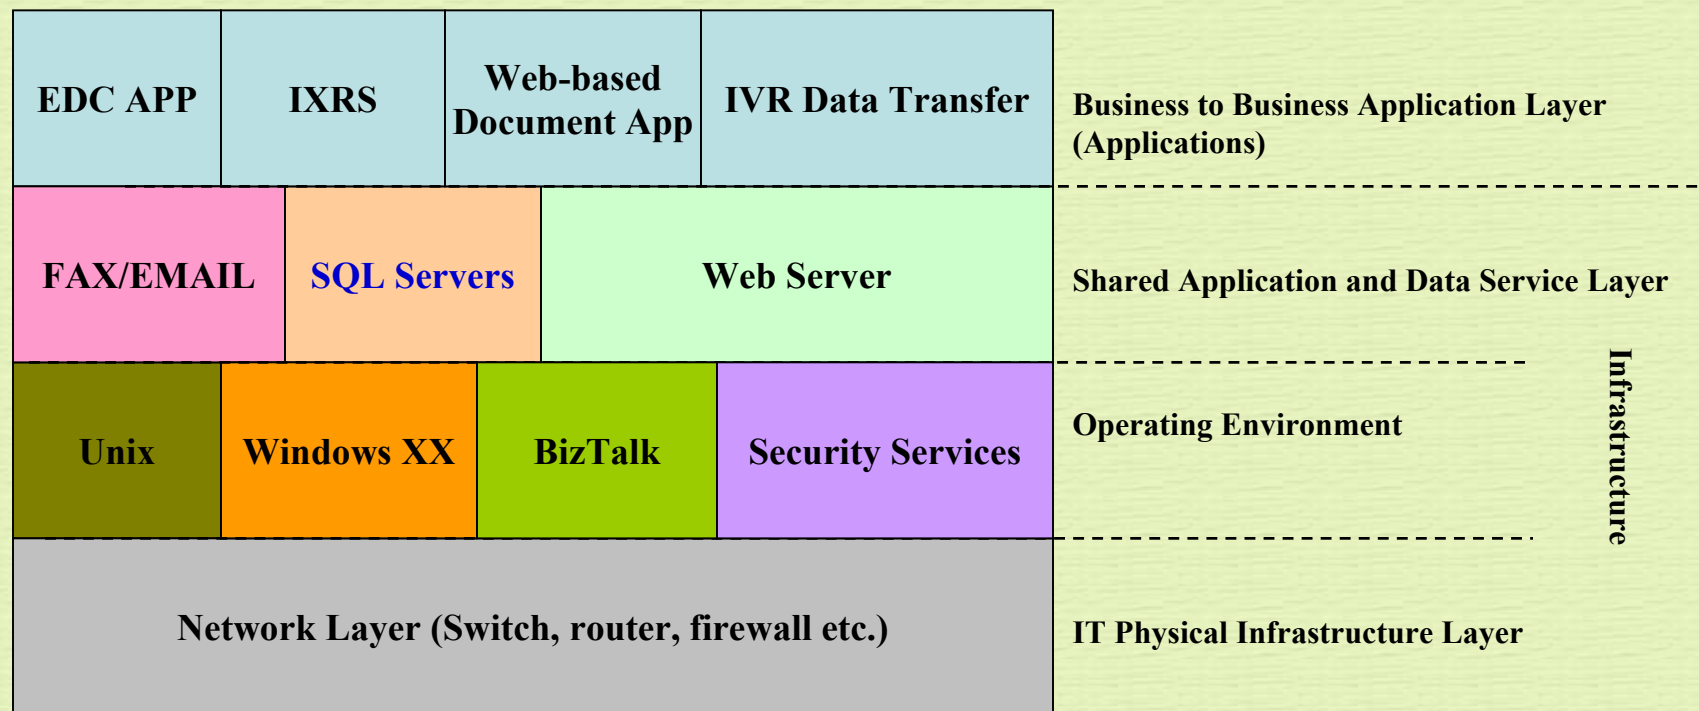 EDC APP
IXRS
Web-based
Document App
IVR Data Transfer
Business to Business Application Layer
(Applications)
FAX/EMAIL
SQL Servers
Web Server
Shared Application and Data Service Layer
Unix
Windows XX
BizTalk
Security Services
Operating Environment
Infrastructure
Network Layer (Switch, router, firewall etc.)
IT Physical Infrastructure Layer